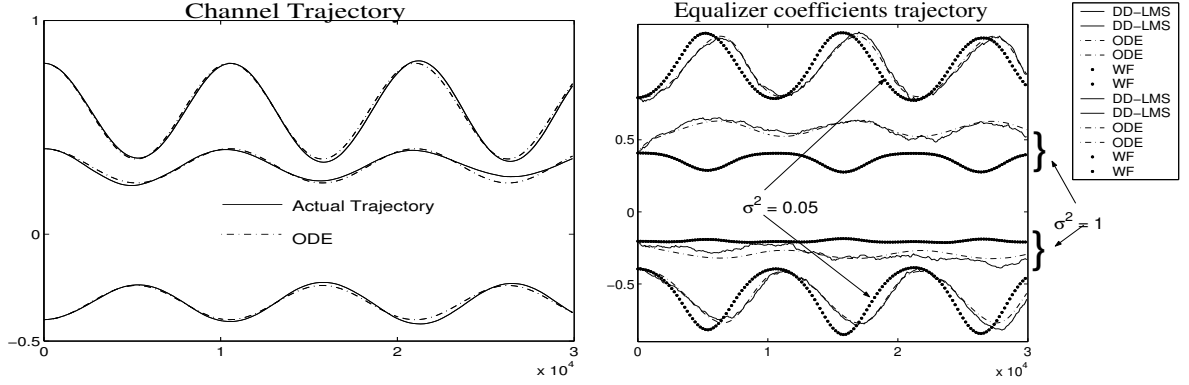 Channel Trajectory
1
0.5
0
−0.5
0
1
2
3
x 10^4
Actual Trajectory
ODE
Equalizer coefficients trajectory
0.5
0
−0.5
0
1
2
3
x 10^4
σ^2 = 0.05
σ^2 = 1
DD−LMS
DD−LMS
ODE
ODE
WF
WF
DD−LMS
DD−LMS
ODE
ODE
WF
WF